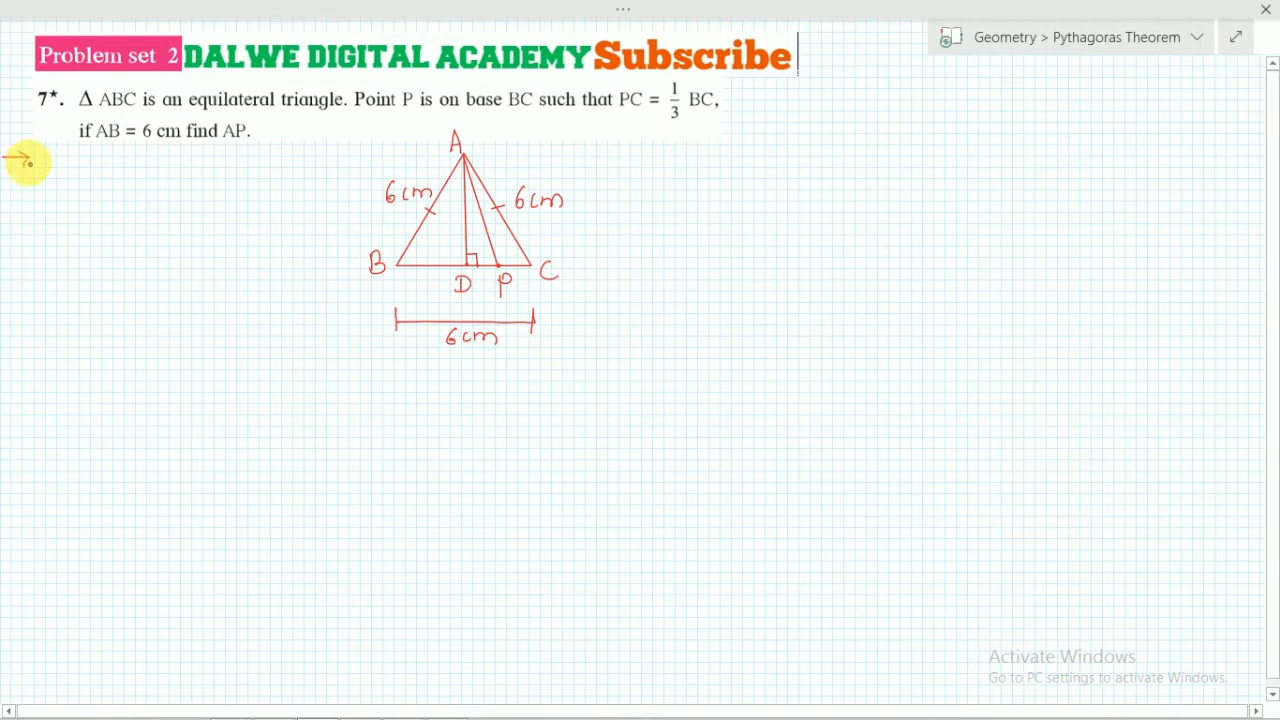 ...
Geometry > Pythagoras Theorem
Problem set 2 DALWE DIGITAL ACADEMY Subscribe
7★. Δ ABC is an equilateral triangle. Point P is on base BC such that PC = 1/3 BC,
if AB = 6 cm find AP.
A
6cm 6cm
B D P C
6cm
Activate Windows
Go to PC settings to activate Windows.